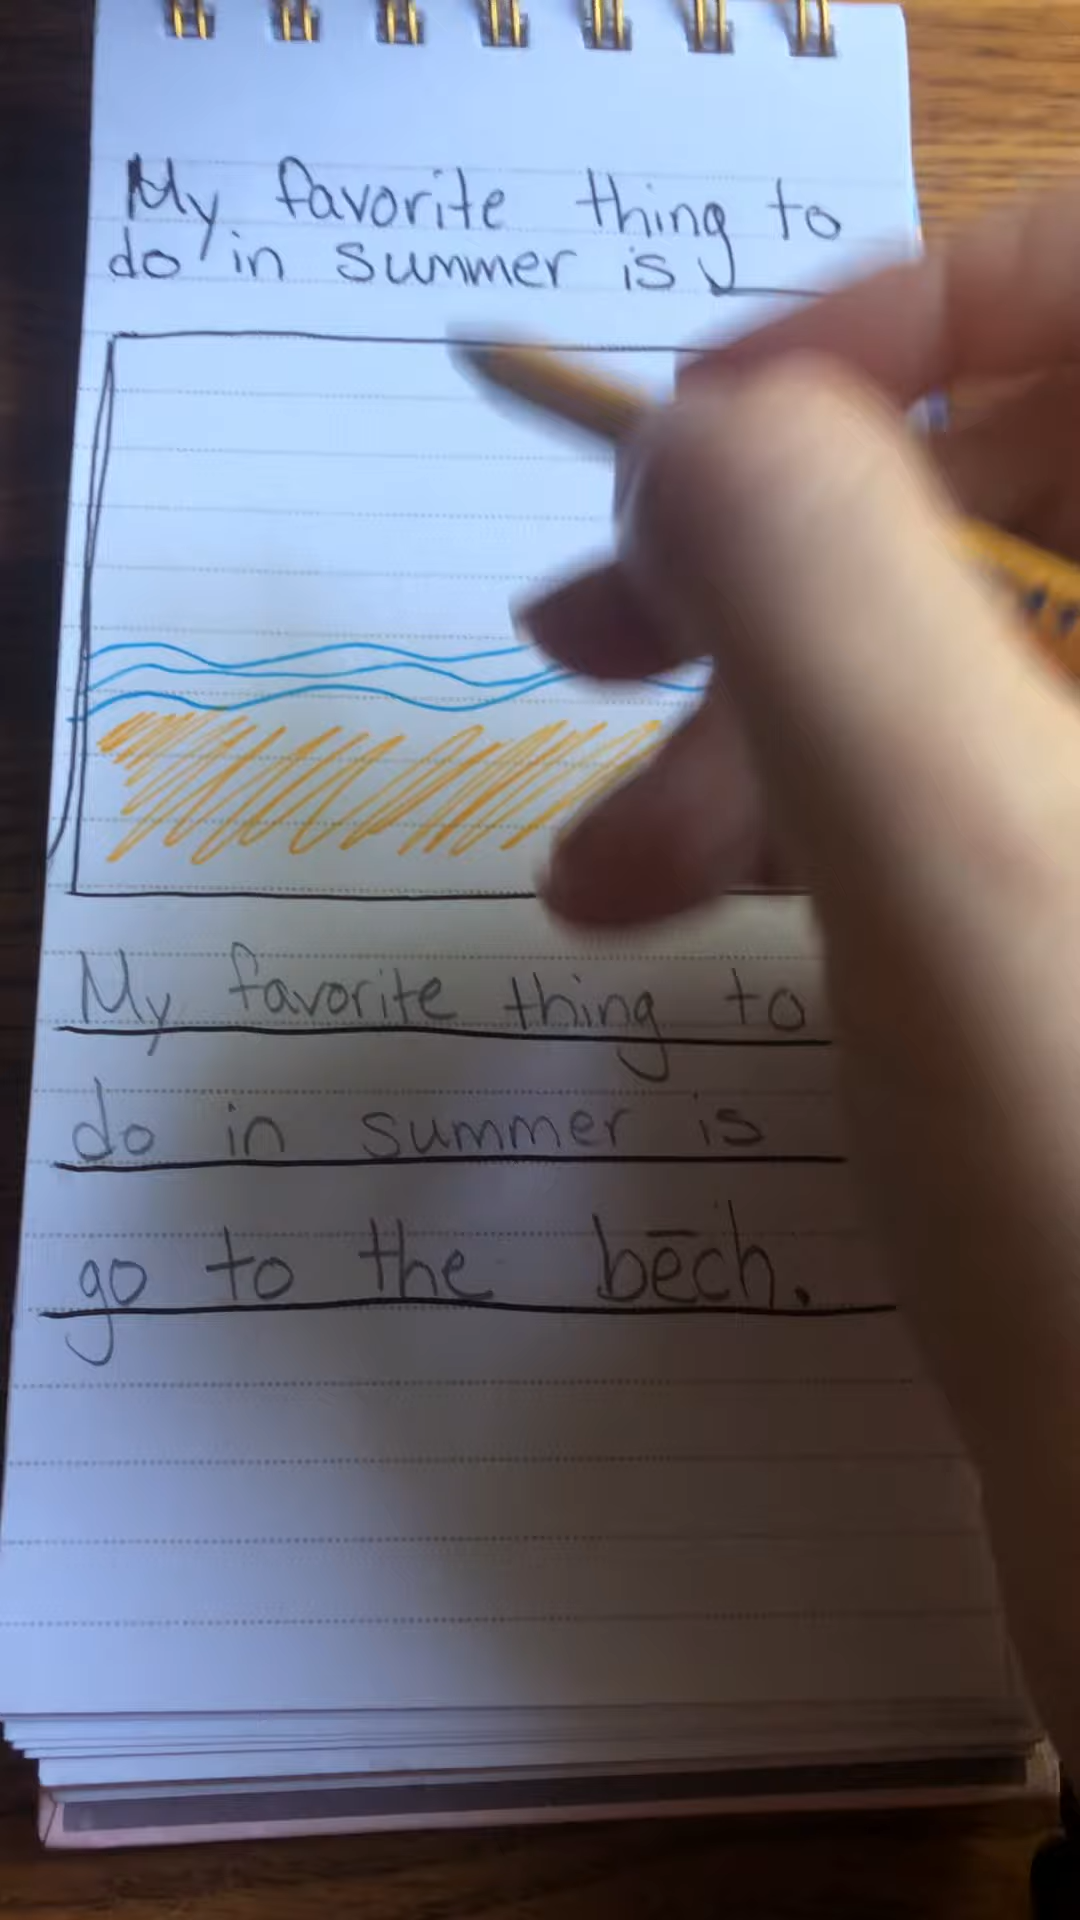 My favorite thing to
do in summer is ____
My favorite thing to
do in summer is
go to the bēch.